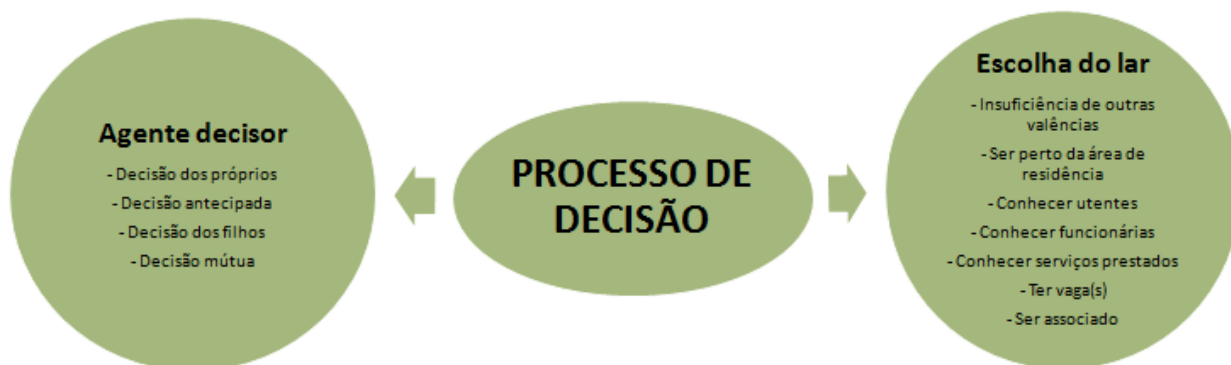 Agente decisor
- Decisão dos próprios
- Decisão antecipada
- Decisão dos filhos
- Decisão mútua
PROCESSO DE
DECISÃO
Escolha do lar
- Insuficiência de outras
valências
- Ser perto da área de
residência
- Conhecer utentes
- Conhecer funcionárias
- Conhecer serviços prestados
- Ter vaga(s)
- Ser associado